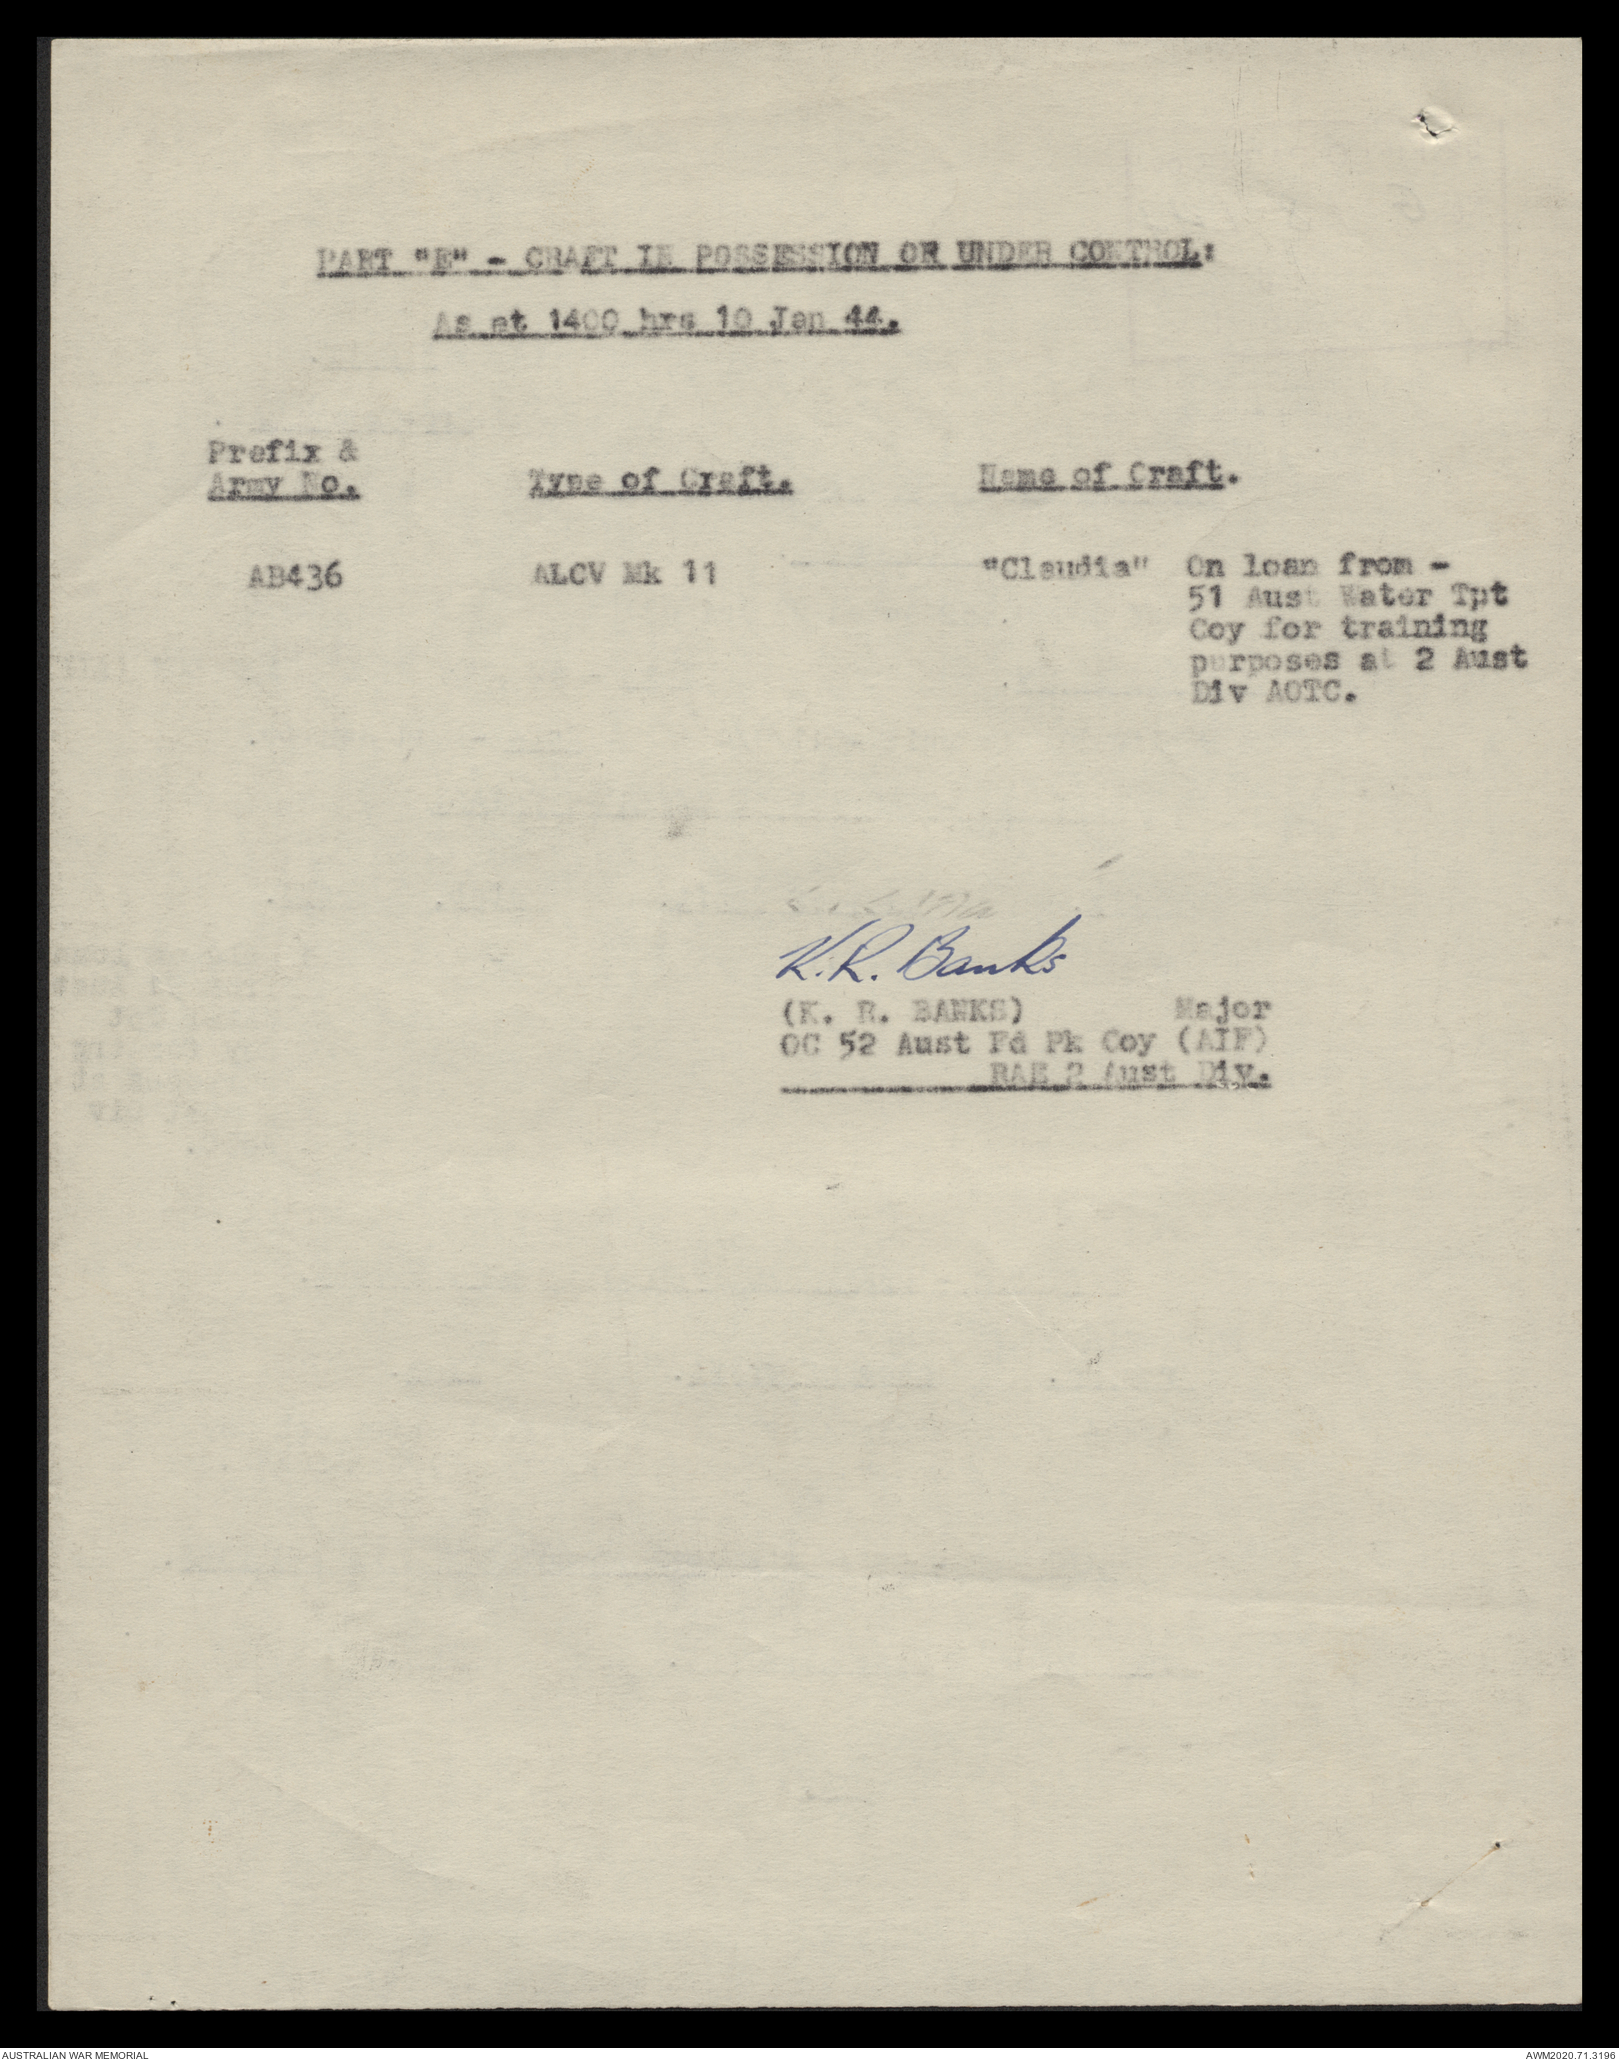 PART "E" - CRAFT IN POSSESSION OR UNDER CONTROL:
As at 1400 hrs 10 Jan 44.
Prefix &
Army No. Type of Craft. Name of Craft.
AB436 ALCV Mk 11 "Claudia" On loan from -
51 Aust Water Tpt
Coy for training
purposes at 2 Aust
Div AOTC.
K.R. Banks
(K. R. BANKS) Major
OC 52 Aust Fd Pk Coy (AIF)
RAE 2 Aust Div.
AUSTRALIAN WAR MEMORIAL AWM2020.71.3196